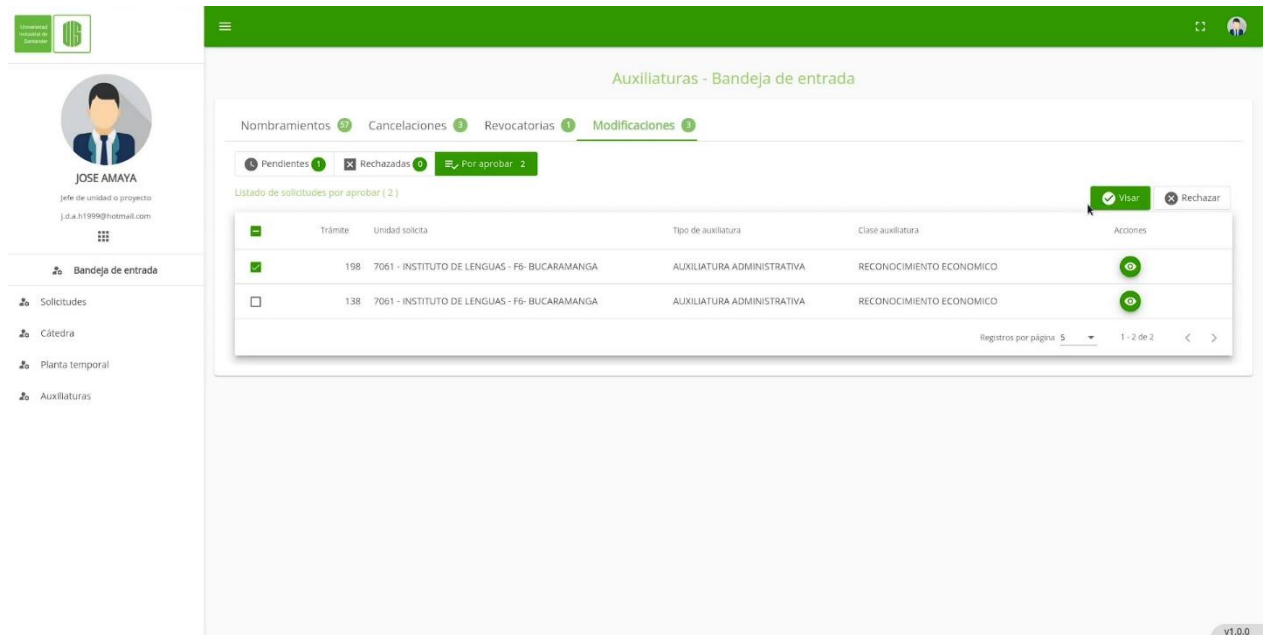 Universidad
Industrial de
Santander
JOSE AMAYA
Jefe de unidad o proyecto
j.d.a.h1999@hotmail.com
Bandeja de entrada
Solicitudes
Cátedra
Planta temporal
Auxiliaturas
Auxiliaturas - Bandeja de entrada
Nombramientos 57 Cancelaciones 3 Revocatorias 1 Modificaciones 3
Pendientes 1 Rechazadas 0 Por aprobar 2
Listado de solicitudes por aprobar ( 2 )
Visar Rechazar
Trámite Unidad solicita Tipo de auxiliatura Clase auxiliatura Acciones
198 7061 - INSTITUTO DE LENGUAS - F6- BUCARAMANGA AUXILIATURA ADMINISTRATIVA RECONOCIMIENTO ECONOMICO
138 7061 - INSTITUTO DE LENGUAS - F6- BUCARAMANGA AUXILIATURA ADMINISTRATIVA RECONOCIMIENTO ECONOMICO
Registros por página 5 1 - 2 de 2
v1.0.0